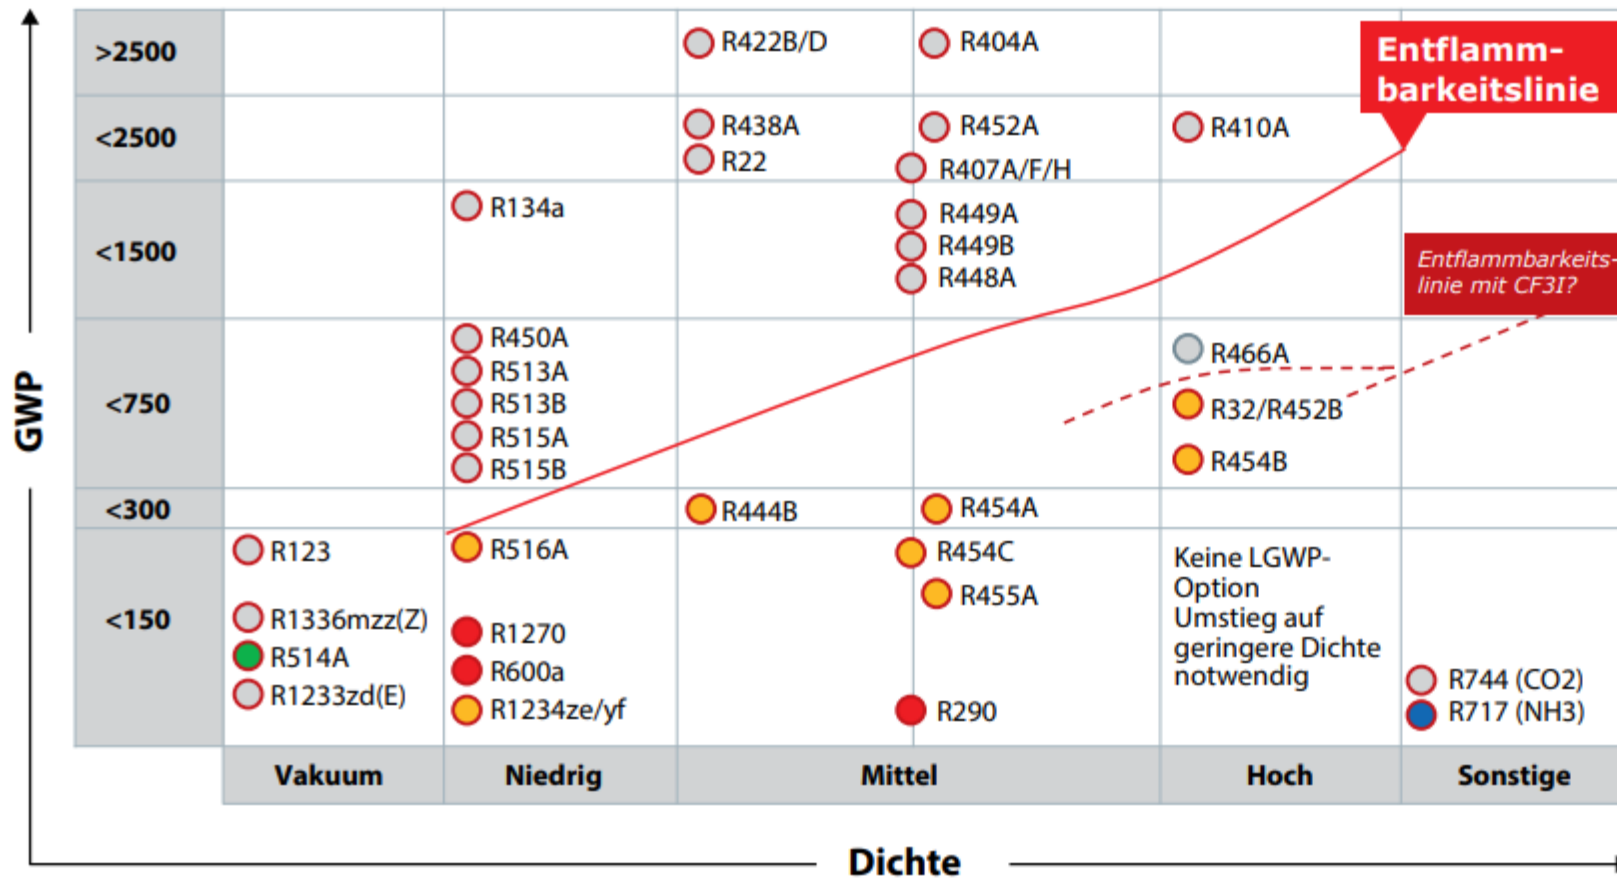 >2500
R422B/D
R404A
Entflamm-
barkeitslinie
<2500
R438A
R452A
R410A
R22
R407A/F/H
<1500
R134a
R449A
R449B
R448A
Entflammbarkeits-
linie mit CF3I?
GWP
<750
R450A
R513A
R513B
R515A
R515B
R466A
R32/R452B
R454B
<300
R444B
R454A
<150
R123
R1336mzz(Z)
R514A
R1233zd(E)
R516A
R1270
R600a
R1234ze/yf
R454C
R455A
R290
Keine LGWP-
Option
Umstieg auf
geringere Dichte
notwendig
R744 (CO2)
R717 (NH3)
Vakuum
Niedrig
Mittel
Hoch
Sonstige
Dichte